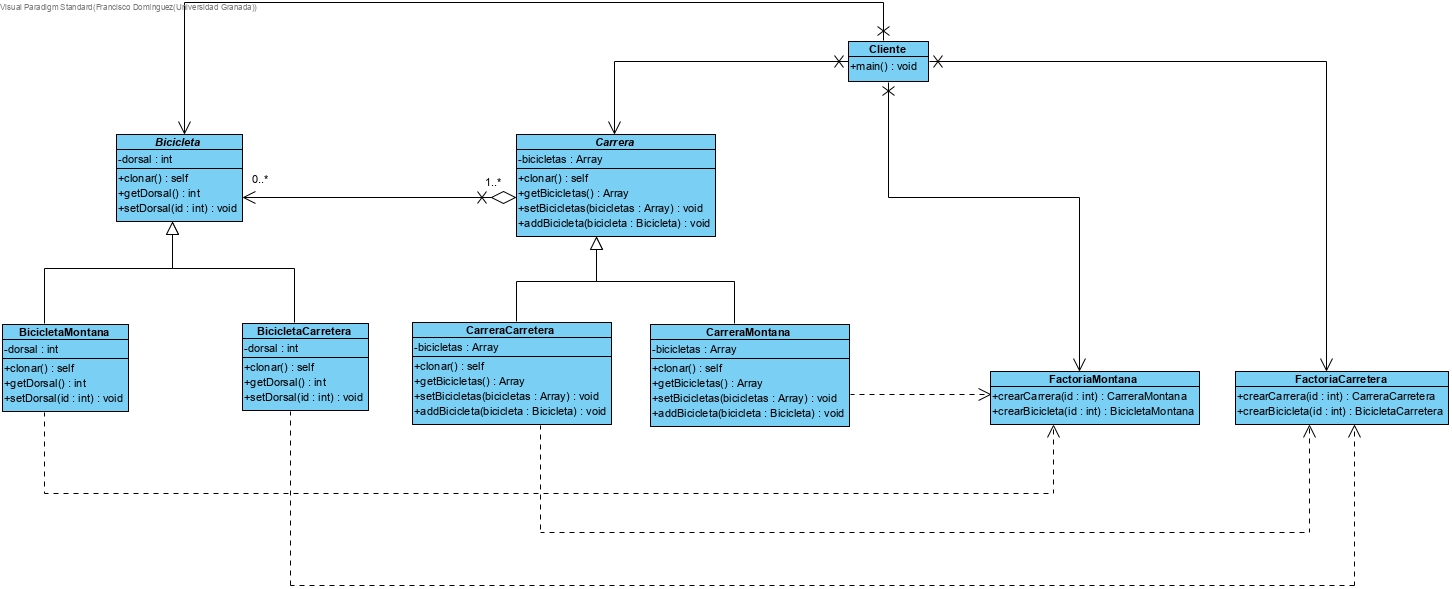 Visual Paradigm Standard(Francisco Domínguez(Universidad Granada))
Cliente
+main() : void
Bicicleta
-dorsal : int
+clonar() : self
+getDorsal() : int
+setDorsal(id : int) : void
0..*
1..*
Carrera
-bicicletas : Array
+clonar() : self
+getBicicletas() : Array
+setBicicletas(bicicletas : Array) : void
+addBicicleta(bicicleta : Bicicleta) : void
BicicletaMontana
-dorsal : int
+clonar() : self
+getDorsal() : int
+setDorsal(id : int) : void
BicicletaCarretera
-dorsal : int
+clonar() : self
+getDorsal() : int
+setDorsal(id : int) : void
CarreraCarretera
-bicicletas : Array
+clonar() : self
+getBicicletas() : Array
+setBicicletas(bicicletas : Array) : void
+addBicicleta(bicicleta : Bicicleta) : void
CarreraMontana
-bicicletas : Array
+clonar() : self
+getBicicletas() : Array
+setBicicletas(bicicletas : Array) : void
+addBicicleta(bicicleta : Bicicleta) : void
FactoriaMontana
+crearCarrera(id : int) : CarreraMontana
+crearBicicleta(id : int) : BicicletaMontana
FactoriaCarretera
+crearCarrera(id : int) : CarreraCarretera
+crearBicicleta(id : int) : BicicletaCarretera